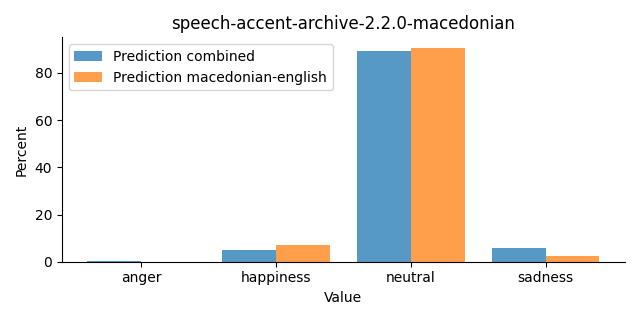 speech-accent-archive-2.2.0-macedonian
Prediction combined
Prediction macedonian-english
Percent
80
60
40
20
0
anger happiness neutral sadness
Value